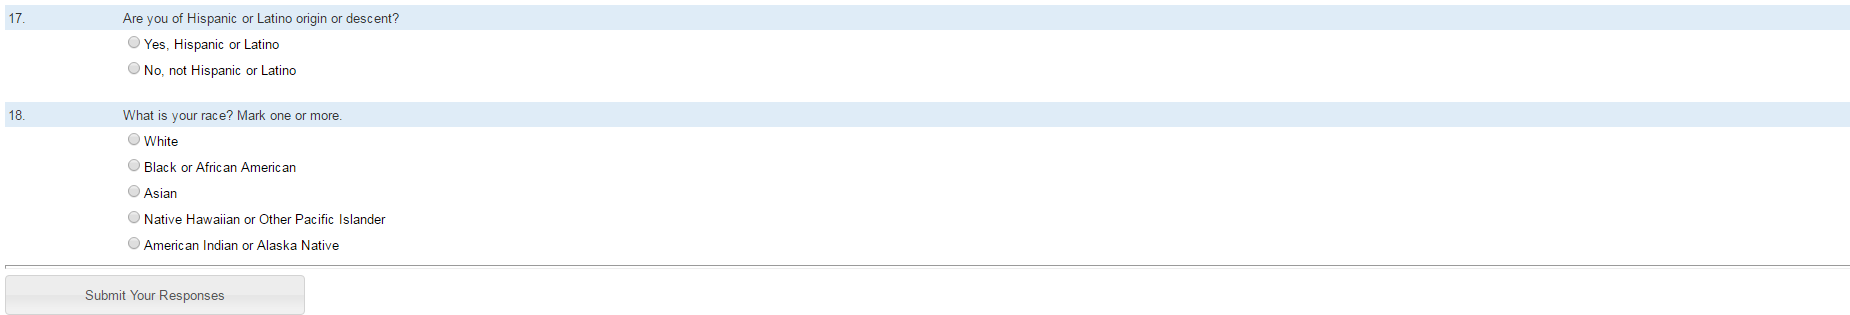 17. Are you of Hispanic or Latino origin or descent?
Yes, Hispanic or Latino
No, not Hispanic or Latino
18. What is your race? Mark one or more.
White
Black or African American
Asian
Native Hawaiian or Other Pacific Islander
American Indian or Alaska Native
Submit Your Responses